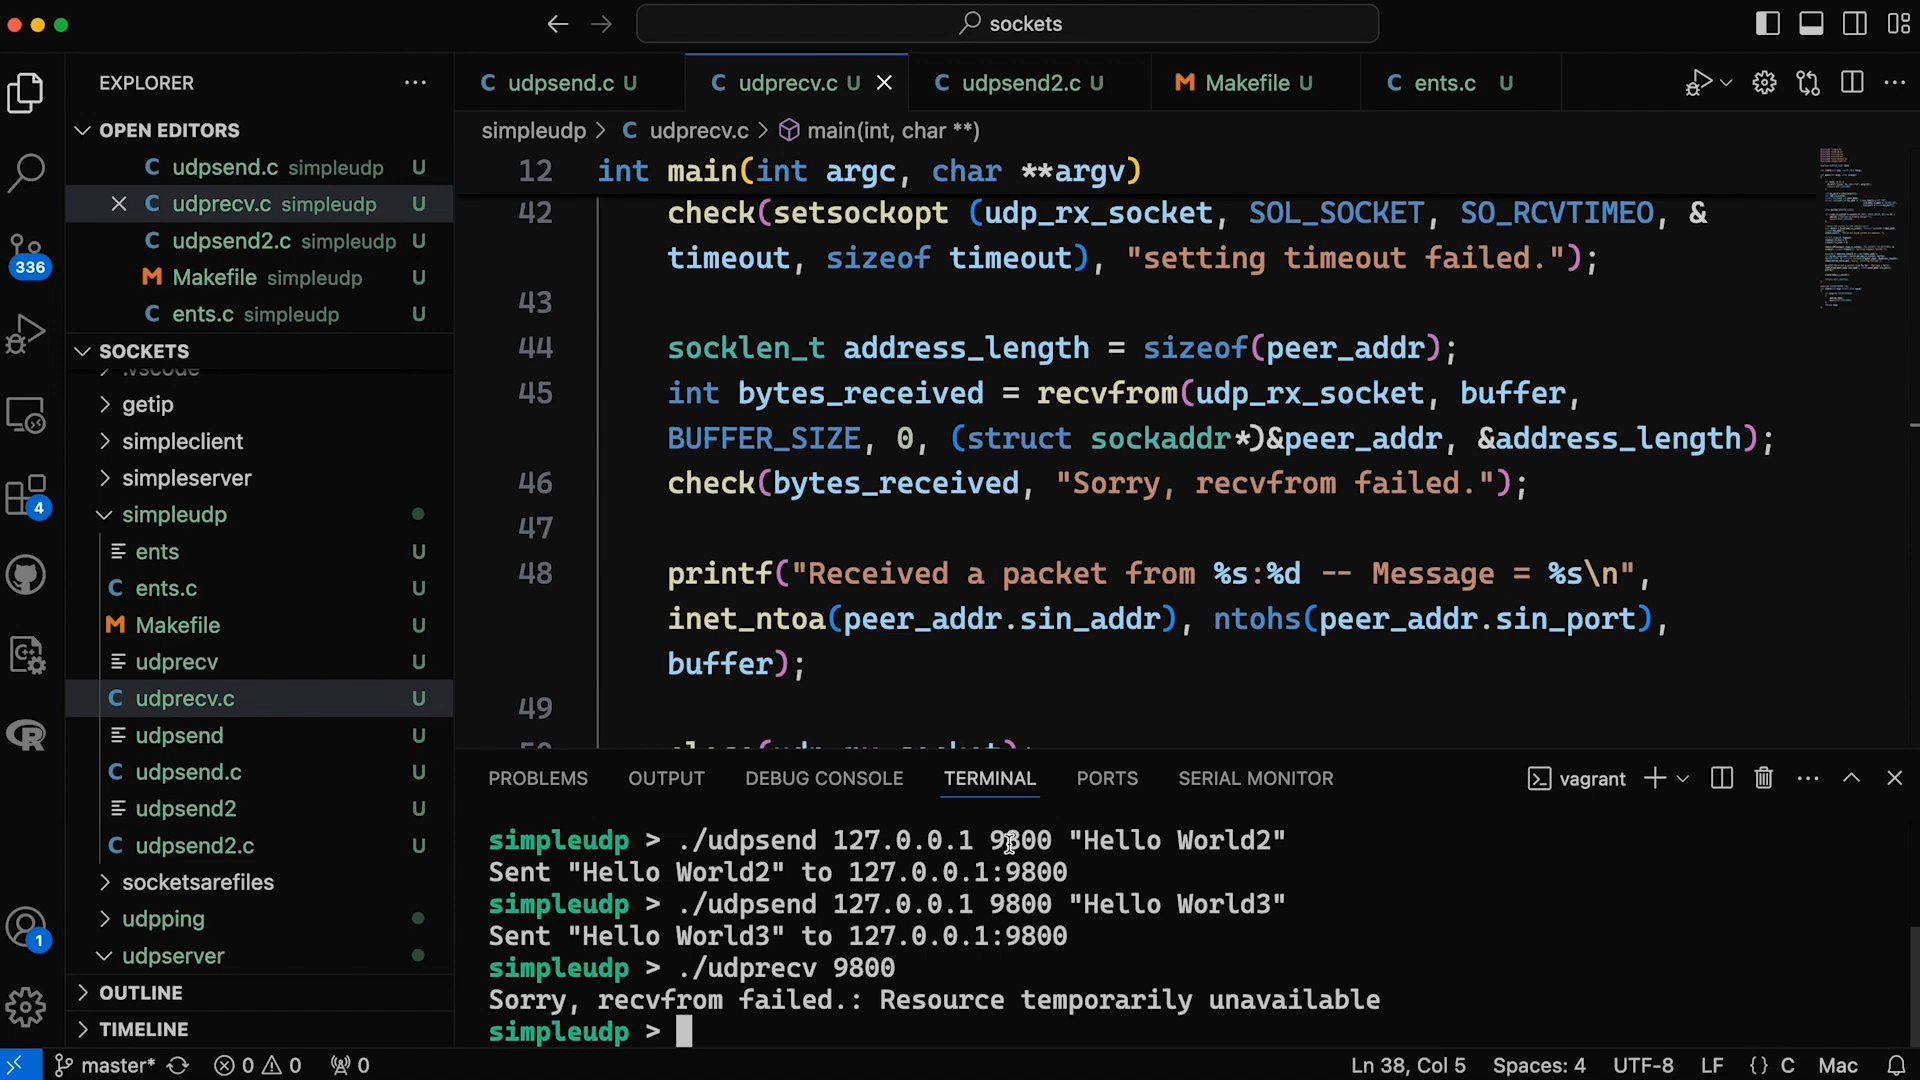 sockets
EXPLORER
OPEN EDITORS
udpsend.c simpleudp U
udprecv.c simpleudp U
udpsend2.c simpleudp U
Makefile simpleudp U
ents.c simpleudp U
SOCKETS
.vscode
getip
simpleclient
simpleserver
simpleudp
ents U
C ents.c U
M Makefile U
udprecv U
C udprecv.c U
udpsend U
C udpsend.c U
udpsend2 U
C udpsend2.c U
socketsarefiles
udpping
udpserver
OUTLINE
TIMELINE
336
4
1
C udpsend.c U C udprecv.c U C udpsend2.c U M Makefile U C ents.c U
simpleudp > C udprecv.c > main(int, char **)
12 int main(int argc, char **argv)
42 check(setsockopt (udp_rx_socket, SOL_SOCKET, SO_RCVTIMEO, &
timeout, sizeof timeout), "setting timeout failed.");
43
44 socklen_t address_length = sizeof(peer_addr);
45 int bytes_received = recvfrom(udp_rx_socket, buffer,
BUFFER_SIZE, 0, (struct sockaddr*)&peer_addr, &address_length);
46 check(bytes_received, "Sorry, recvfrom failed.");
47
48 printf("Received a packet from %s:%d -- Message = %s\n",
inet_ntoa(peer_addr.sin_addr), ntohs(peer_addr.sin_port),
buffer);
49
50 close(udp_rx_socket);
PROBLEMS OUTPUT DEBUG CONSOLE TERMINAL PORTS SERIAL MONITOR vagrant
simpleudp > ./udpsend 127.0.0.1 9800 "Hello World2"
Sent "Hello World2" to 127.0.0.1:9800
simpleudp > ./udpsend 127.0.0.1 9800 "Hello World3"
Sent "Hello World3" to 127.0.0.1:9800
simpleudp > ./udprecv 9800
Sorry, recvfrom failed.: Resource temporarily unavailable
simpleudp >
master* 0 0 0 Ln 38, Col 5 Spaces: 4 UTF-8 LF {} C Mac